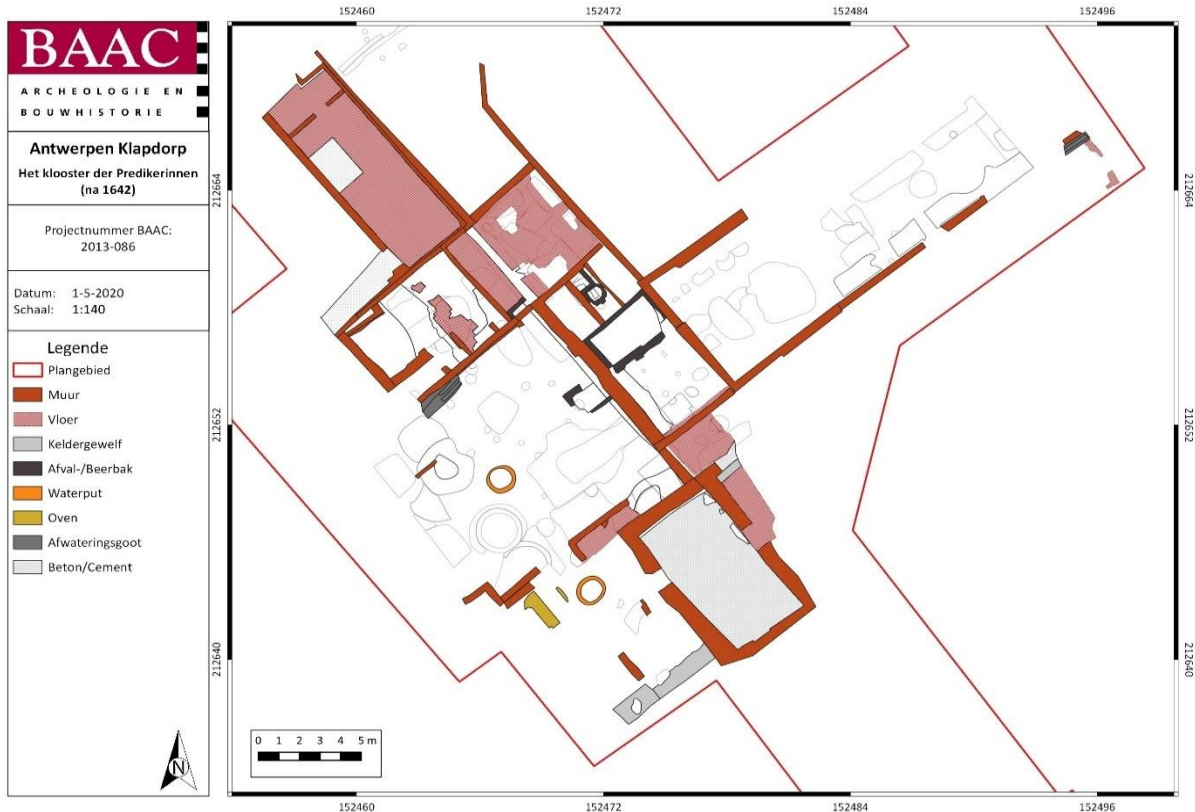 BAAC
ARCHEOLOGIE EN
BOUWHISTORIE
Antwerpen Klapdorp
Het klooster der Predikerinnen
(na 1642)
Projectnummer BAAC:
2013-086
Datum: 1-5-2020
Schaal: 1:140
Legende
Plangebied
Muur
Vloer
Keldergewelf
Afval-/Beerbak
Waterput
Oven
Afwateringsgoot
Beton/Cement
N
152460 152472 152484 152496
212664 212664
212652 212652
212640 212640
0 1 2 3 4 5 m
152460 152472 152484 152496